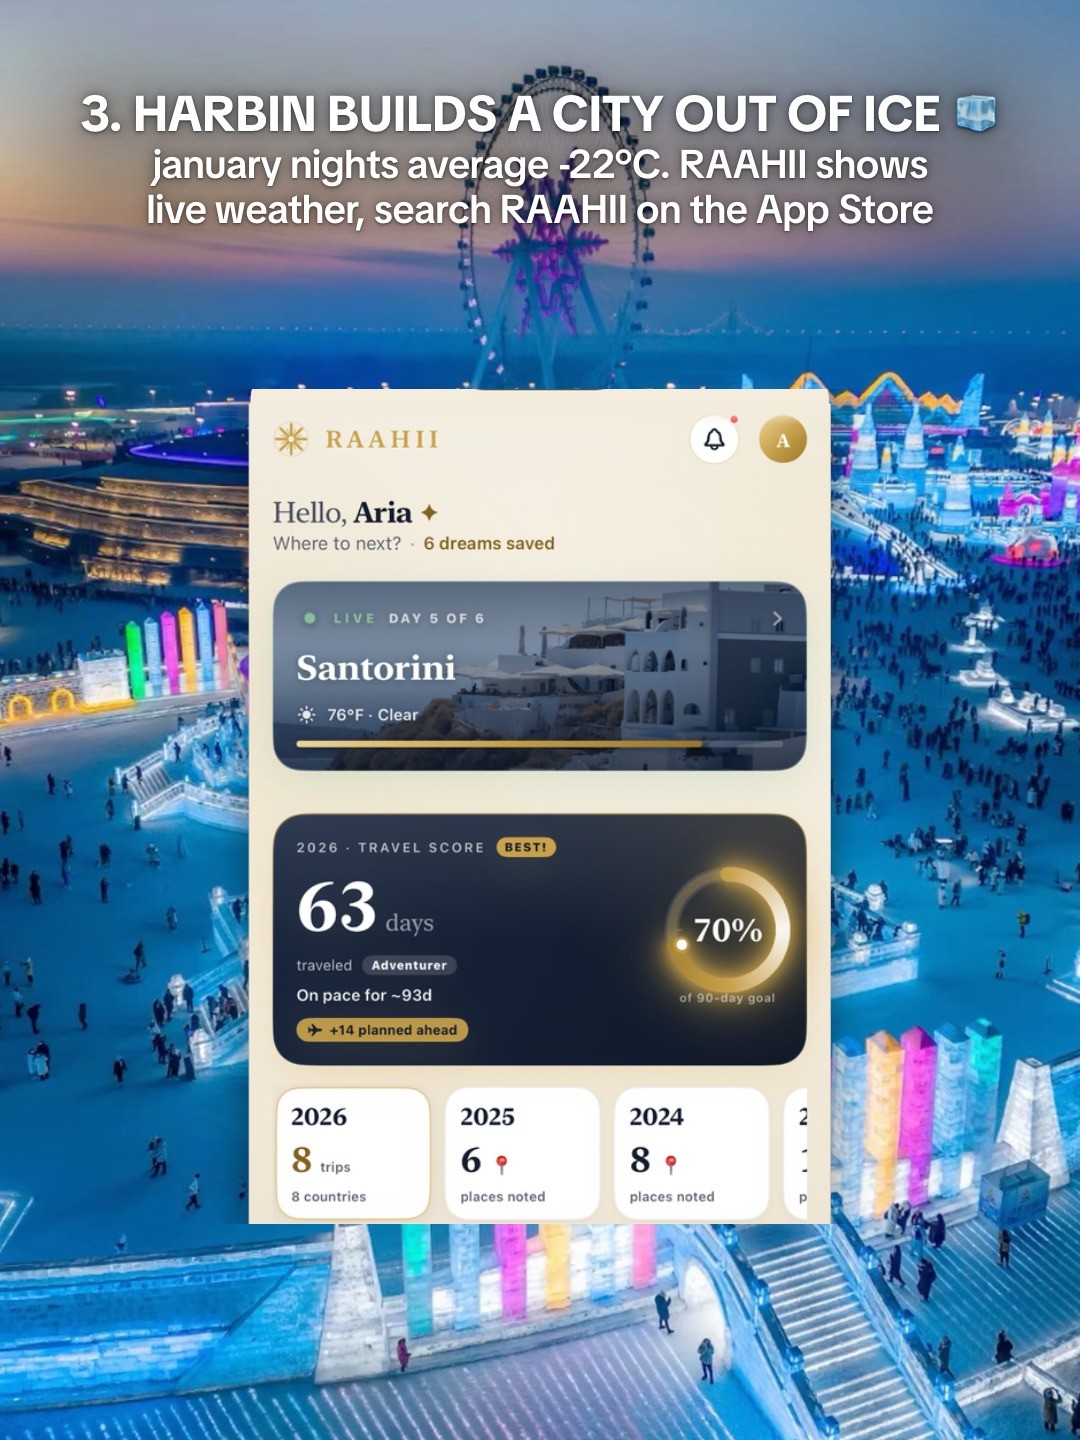 3. HARBIN BUILDS A CITY OUT OF ICE 🧊
january nights average -22°C. RAAHII shows
live weather, search RAAHII on the App Store
RAAHII
A
Hello, Aria ✦
Where to next? · 6 dreams saved
LIVE DAY 5 OF 6
Santorini
76°F · Clear
2026 · TRAVEL SCORE BEST!
63 days
70%
traveled Adventurer
On pace for ~93d
of 90-day goal
+14 planned ahead
2026 2025 2024
8 trips 6 📍 8 📍
8 countries places noted places noted